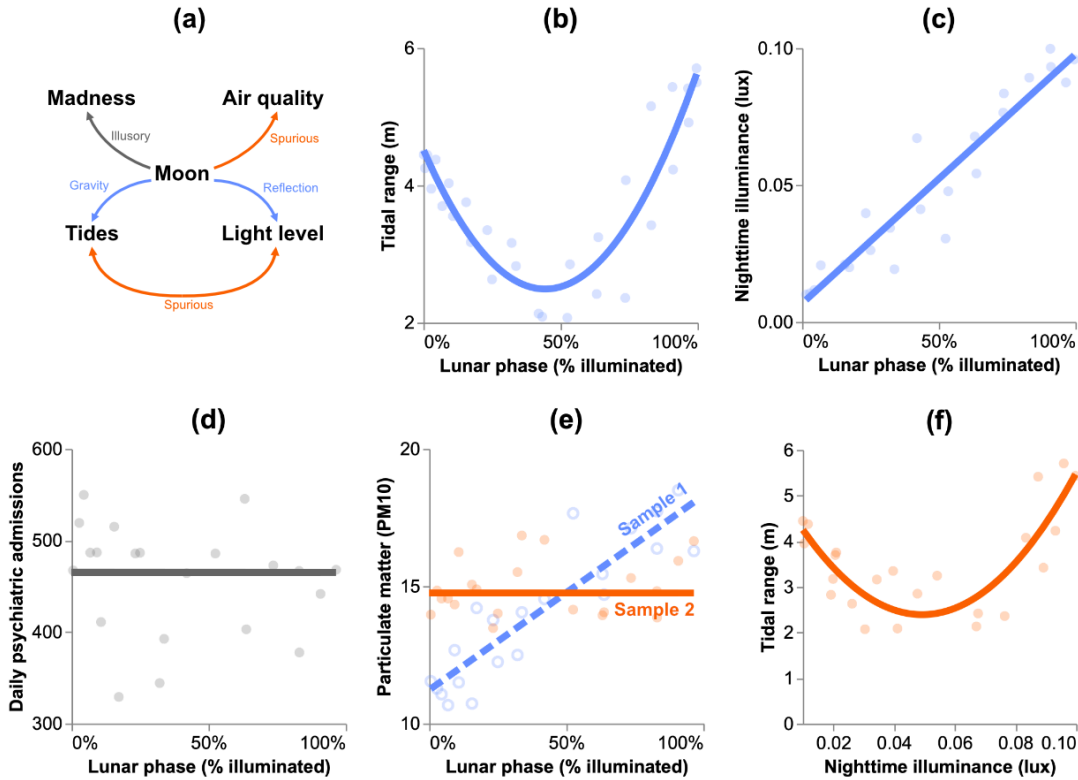 (a)
Madness
Air quality
Illusory
Spurious
Moon
Gravity
Reflection
Tides
Light level
Spurious
(b)
Tidal range (m)
6
4
2
0%
50%
100%
Lunar phase (% illuminated)
(c)
Nighttime illuminance (lux)
0.10
0.05
0.00
0%
50%
100%
Lunar phase (% illuminated)
(d)
Daily psychiatric admissions
600
500
400
300
0%
50%
100%
Lunar phase (% illuminated)
(e)
Particulate matter (PM10)
20
15
10
Sample 1
Sample 2
0%
50%
100%
Lunar phase (% illuminated)
(f)
Tidal range (m)
6
5
4
3
2
1
0
0.02
0.04
0.06
0.08
0.10
Nighttime illuminance (lux)